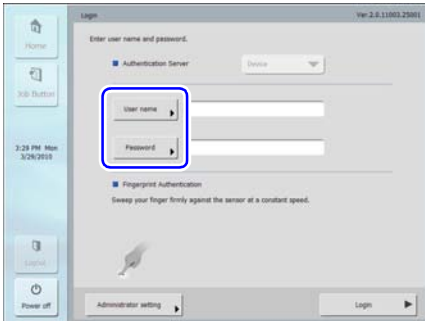 Login
Ver.2.0.11003.25001
Home
Job Button
3:28 PM Mon
3/29/2010
Logout
Power off
Enter user name and password.
Authentication Server
Device
User name
Password
Fingerprint Authentication
Sweep your finger firmly against the sensor at a constant speed.
Administrator setting
Login